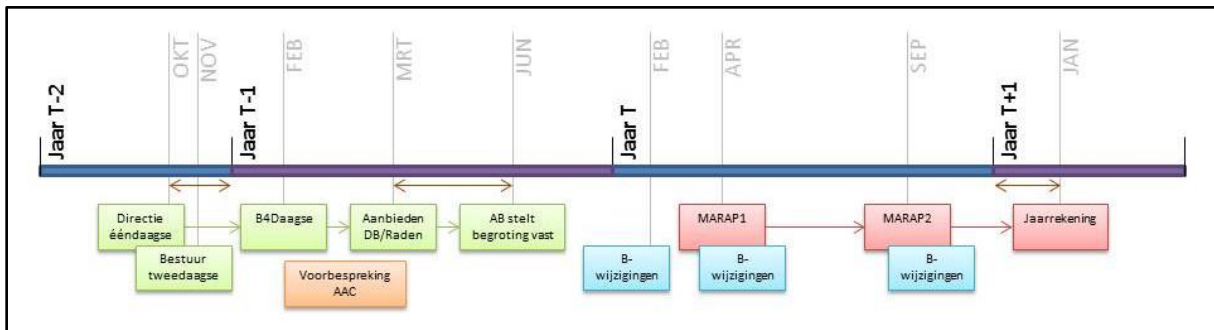 OKT
NOV
FEB
MRT
JUN
FEB
APR
SEP
JAN
Jaar T-2
Jaar T-1
Jaar T
Jaar T+1
Directie
ééndaagse
B4Daagse
Aanbieden
DB/Raden
AB stelt
begroting vast
MARAP1
MARAP2
Jaarrekening
Bestuur
tweedaagse
Voorbespreking
AAC
B-
wijzigingen
B-
wijzigingen
B-
wijzigingen